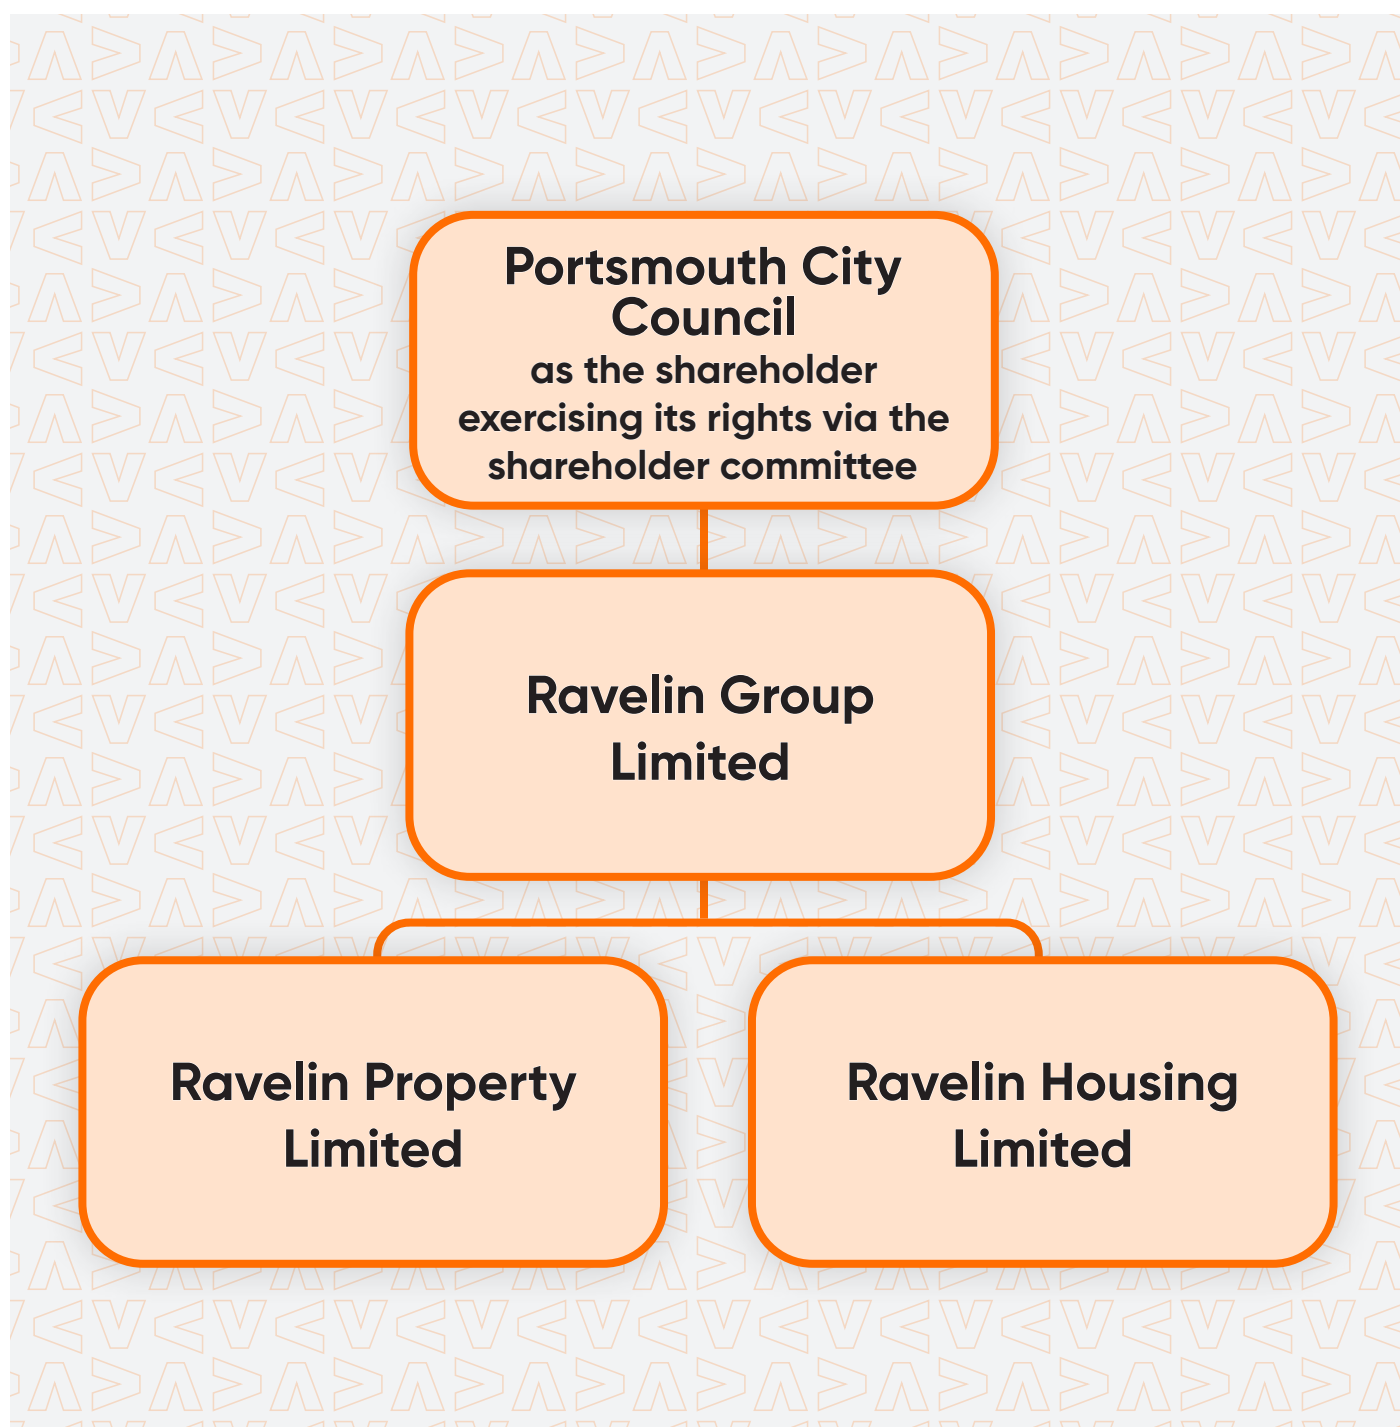 Portsmouth City
Council
as the shareholder
exercising its rights via the
shareholder committee
Ravelin Group
Limited
Ravelin Property
Limited
Ravelin Housing
Limited